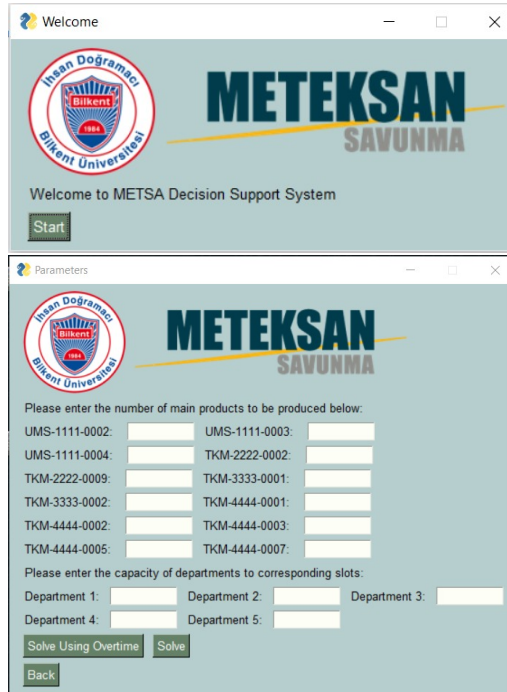 Welcome
İhsan Doğramacı
Bilkent
1984
Bilkent Üniversitesi
METEKSAN
SAVUNMA
Welcome to METSA Decision Support System
Start
Parameters
İhsan Doğramacı
Bilkent
1984
Bilkent Üniversitesi
METEKSAN
SAVUNMA
Please enter the number of main products to be produced below:
UMS-1111-0002: UMS-1111-0003:
UMS-1111-0004: TKM-2222-0002:
TKM-2222-0009: TKM-3333-0001:
TKM-3333-0002: TKM-4444-0001:
TKM-4444-0002: TKM-4444-0003:
TKM-4444-0005: TKM-4444-0007:
Please enter the capacity of departments to corresponding slots:
Department 1: Department 2: Department 3:
Department 4: Department 5:
Solve Using Overtime Solve
Back